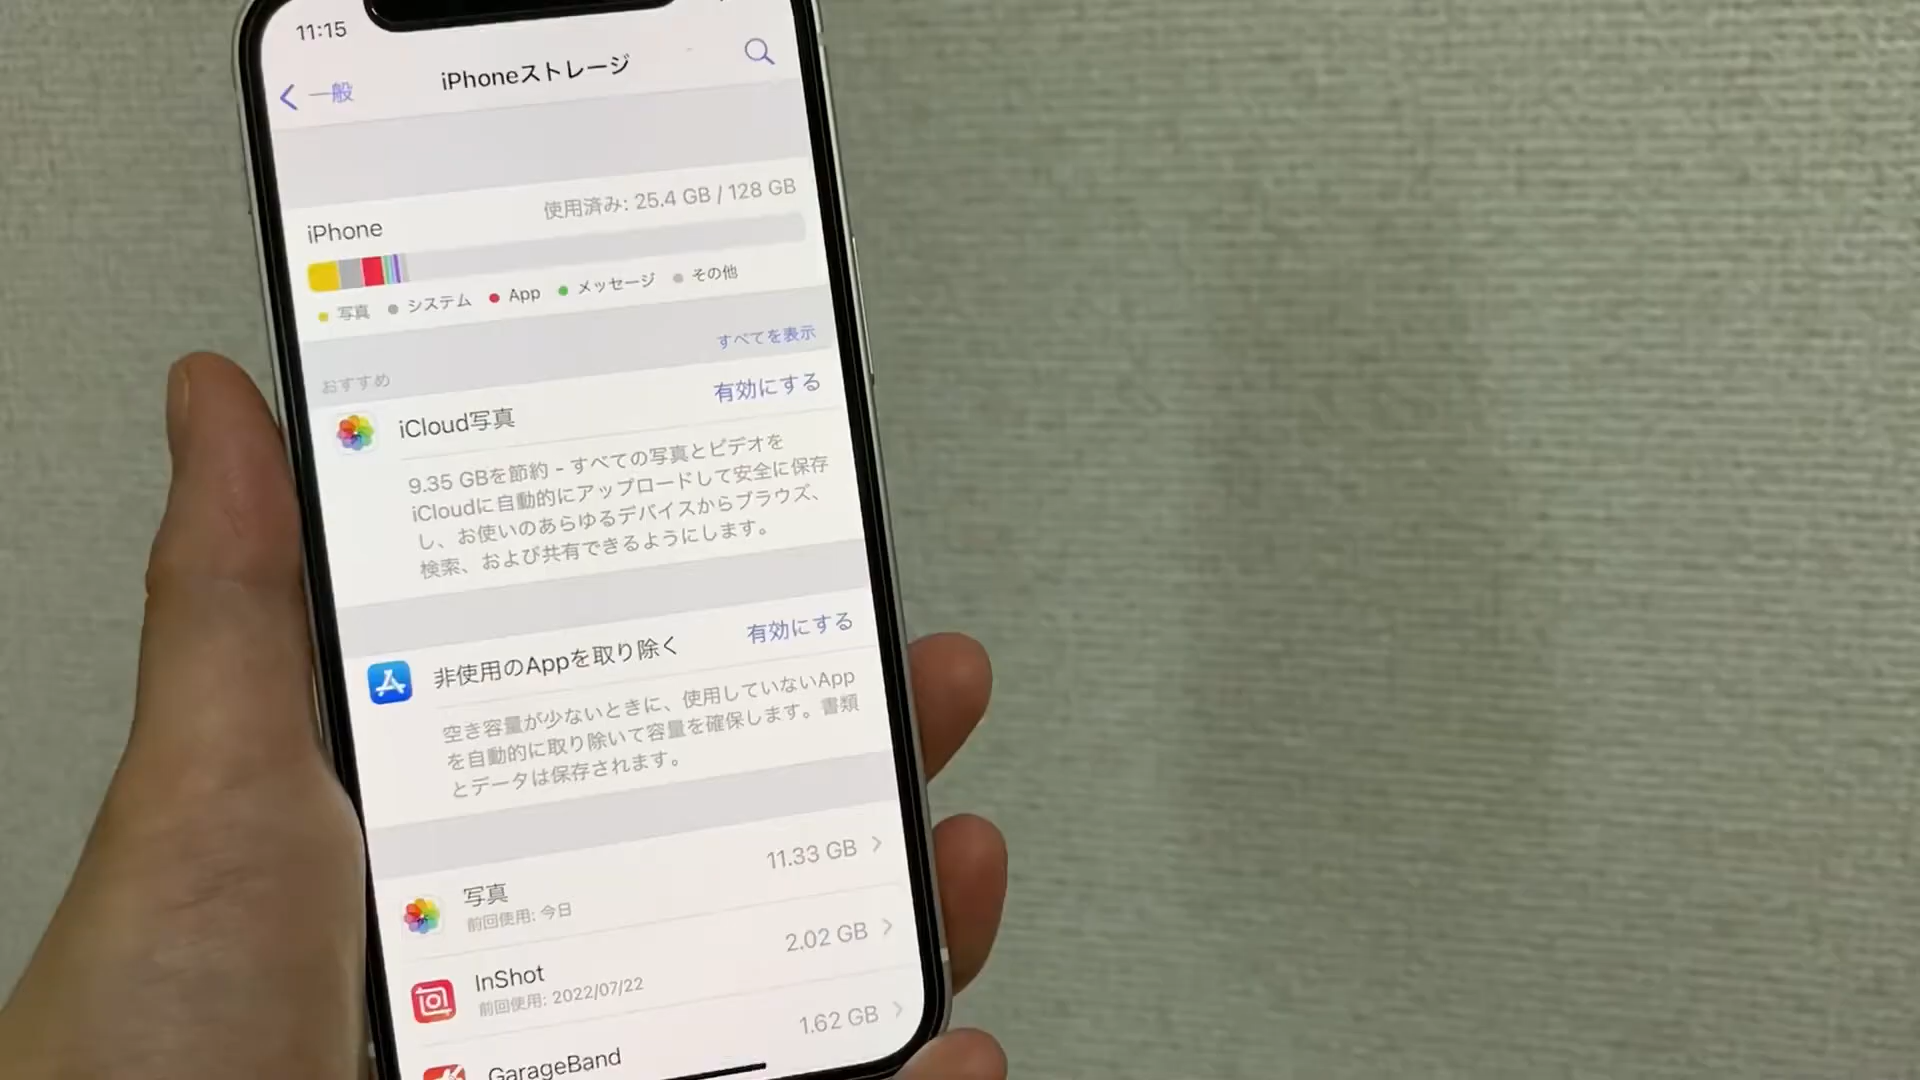 11:15
一般
iPhoneストレージ
iPhone
使用済み: 25.4 GB / 128 GB
写真 システム App メッセージ その他
おすすめ
すべてを表示
iCloud写真
有効にする
9.35 GBを節約 - すべての写真とビデオを
iCloudに自動的にアップロードして安全に保存
し、お使いのあらゆるデバイスからブラウズ、
検索、および共有できるようにします。
非使用のAppを取り除く
有効にする
空き容量が少ないときに、使用していないApp
を自動的に取り除いて容量を確保します。書類
とデータは保存されます。
写真
11.33 GB
前回使用: 今日
InShot
2.02 GB
前回使用: 2022/07/22
GarageBand
1.62 GB